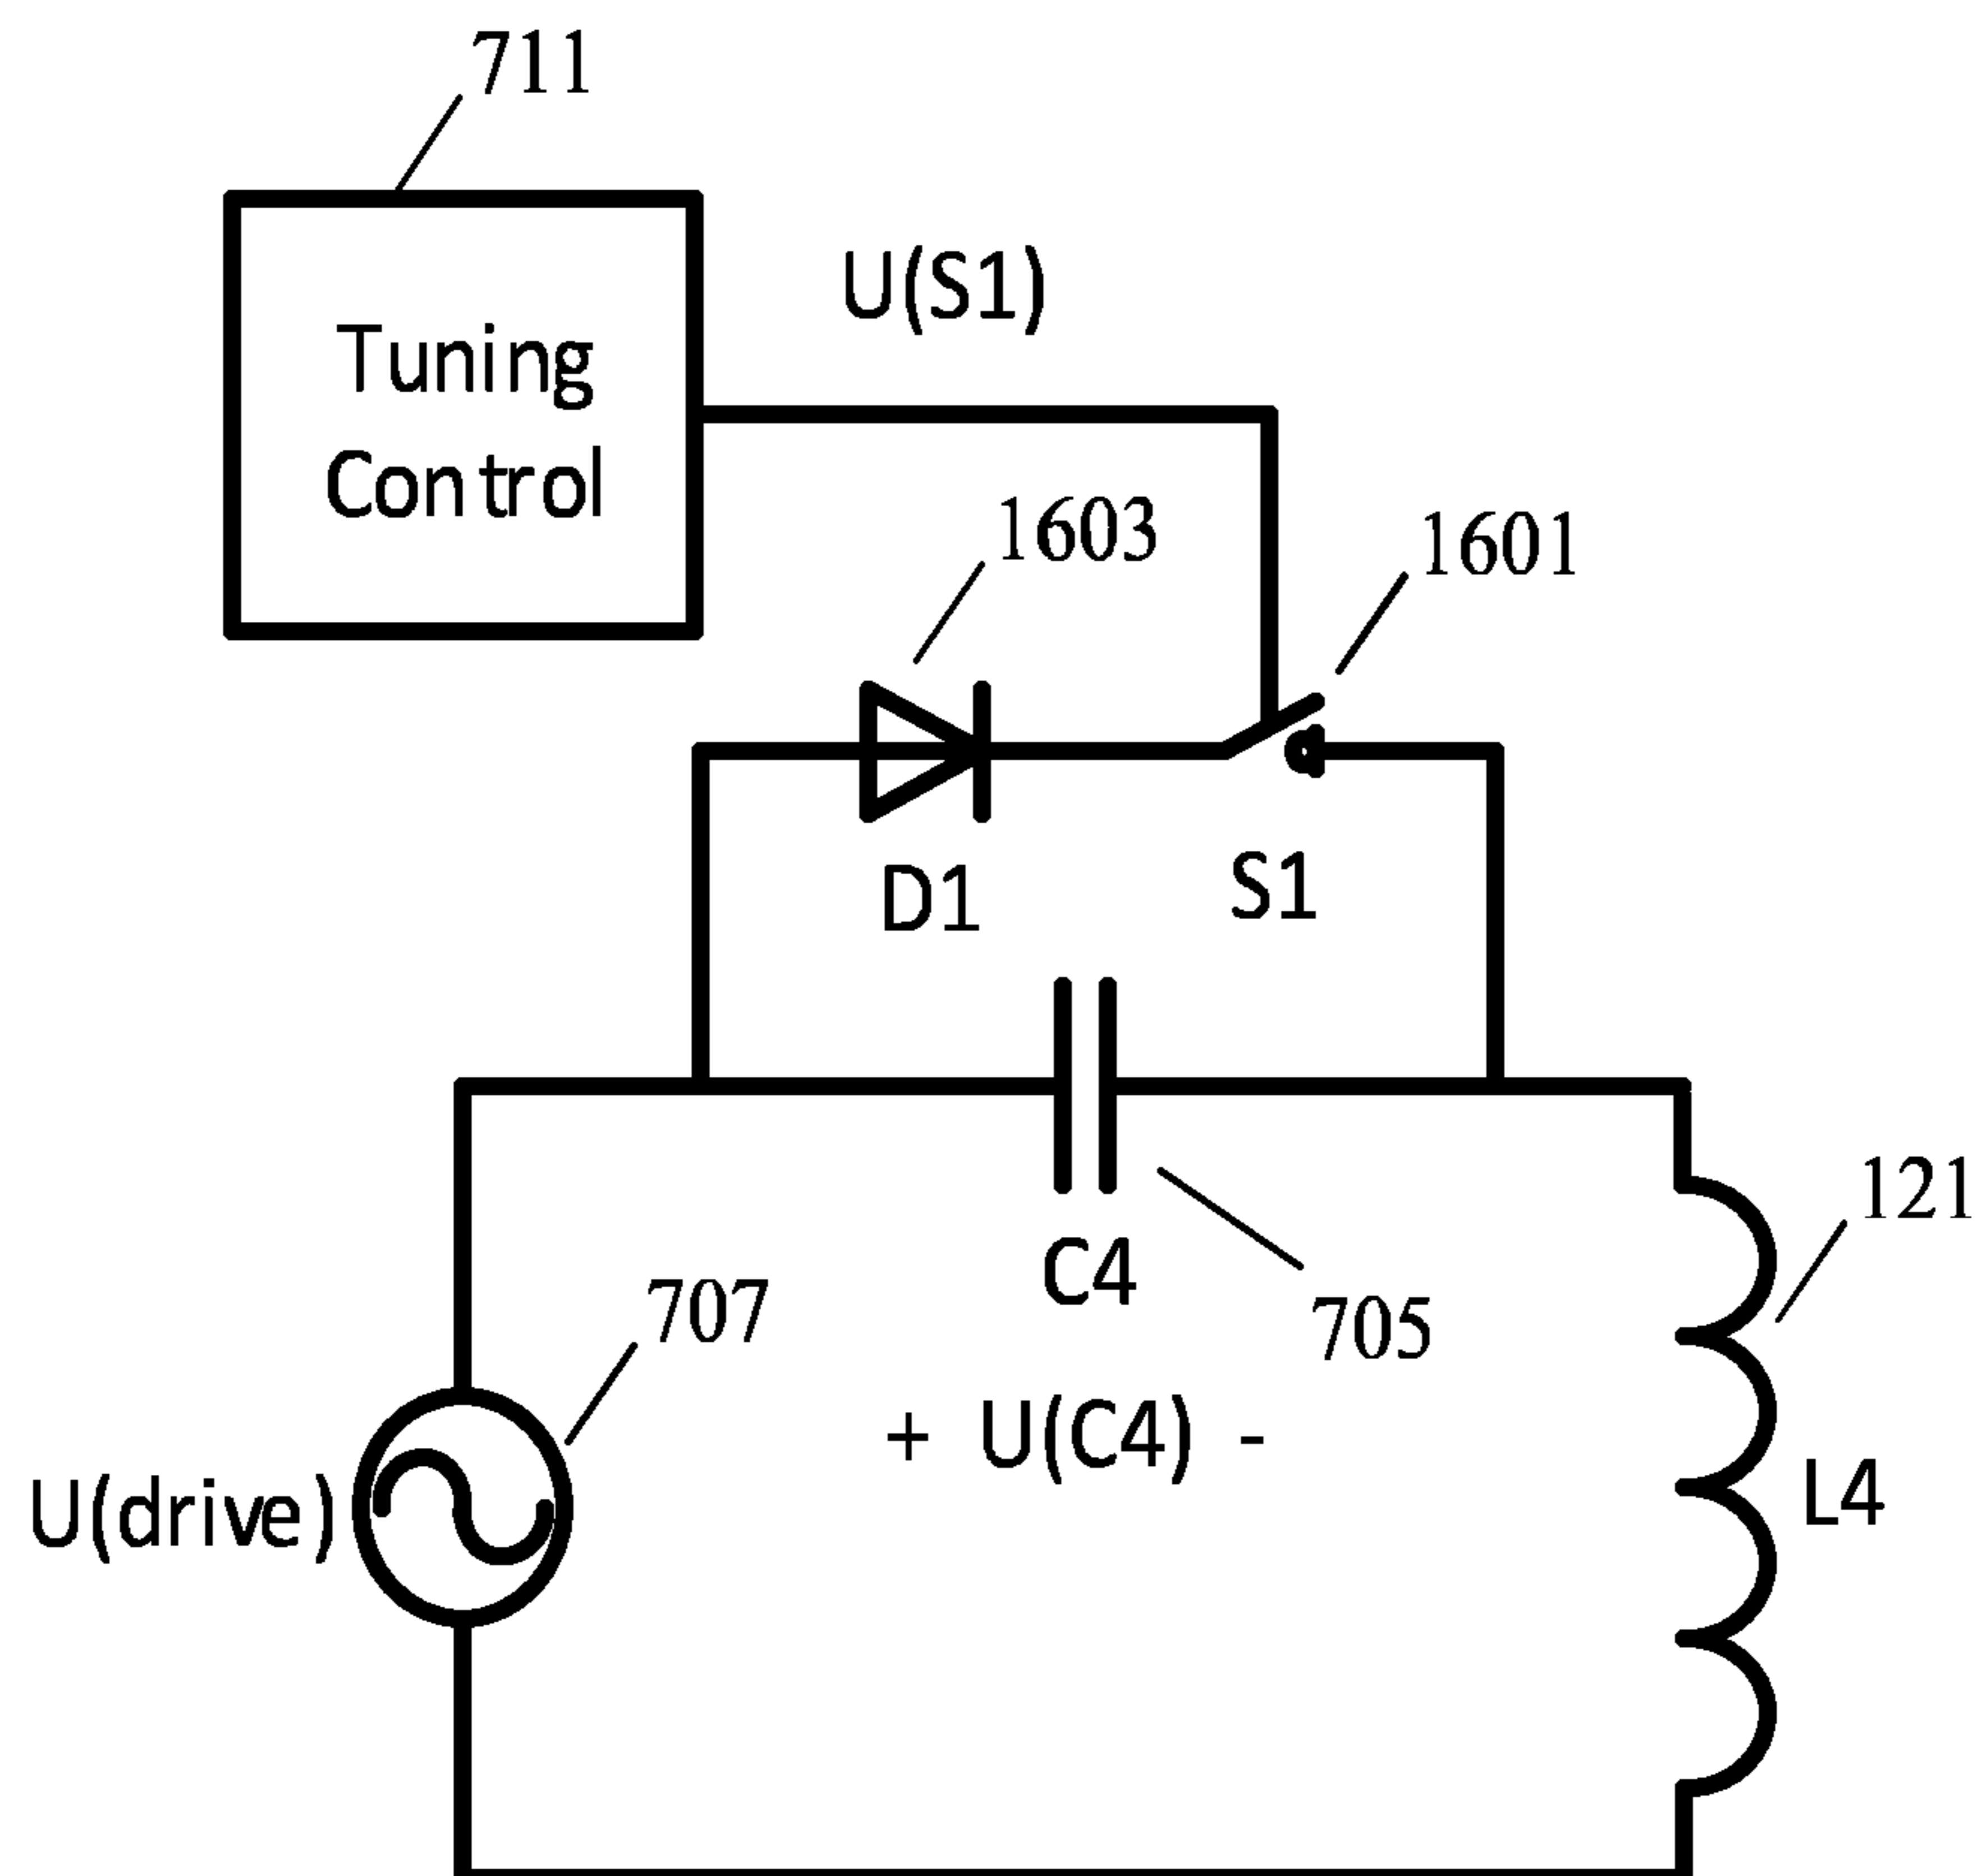 711
U(S1)
Tuning
Control
1603
1601
D1
S1
121
C4
705
707
+ U(C4) -
L4
U(drive)